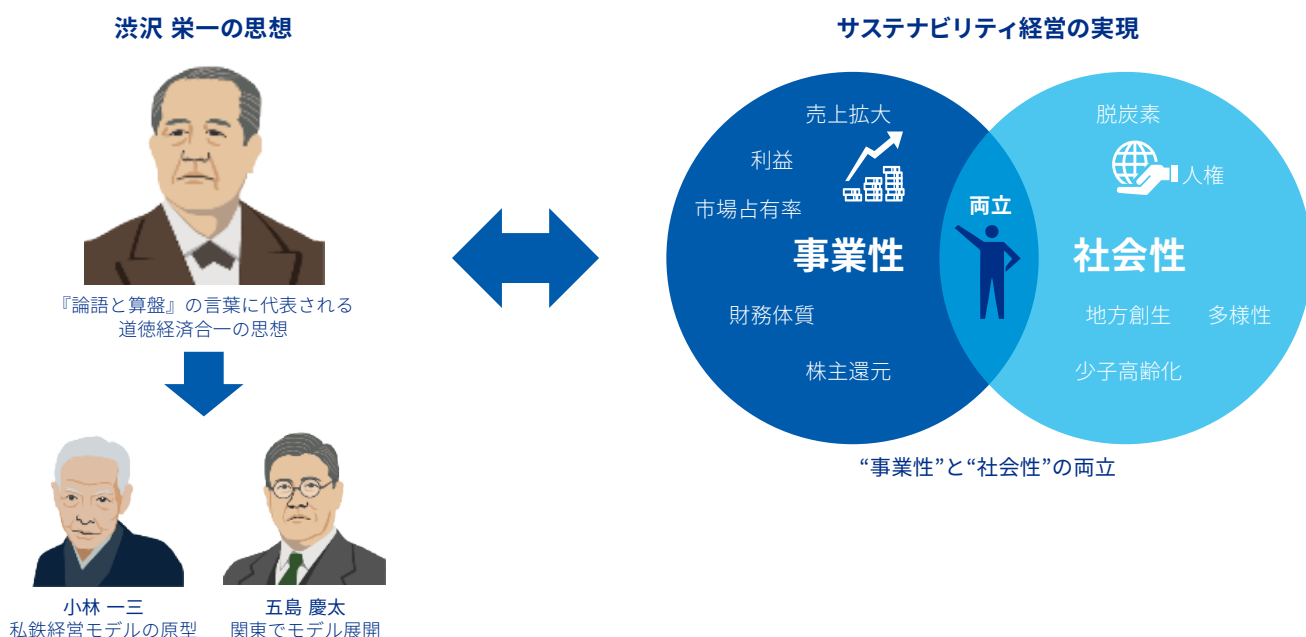 渋沢 栄一の思想
『論語と算盤』の言葉に代表される
道徳経済合一の思想
小林 一三
私鉄経営モデルの原型
五島 慶太
関東でモデル展開
サステナビリティ経営の実現
売上拡大
利益
市場占有率
事業性
財務体質
株主還元
両立
脱炭素
人権
社会性
地方創生
多様性
少子高齢化
“事業性”と“社会性”の両立